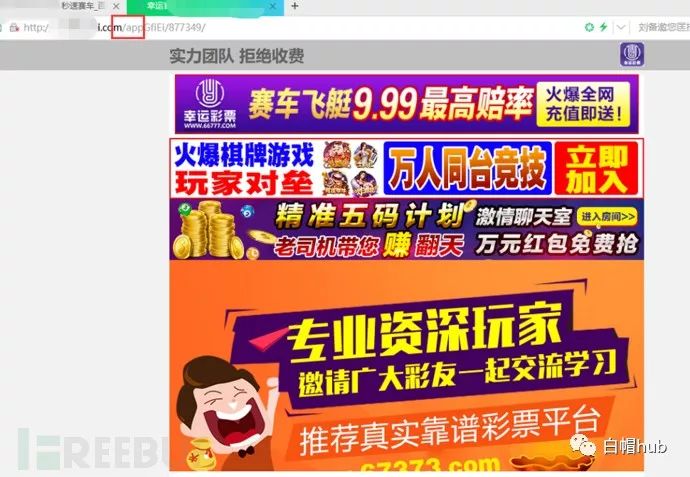 秒速赛车_百
幸运
http:
i.com/appGfIEi/877349/
刘备邀您匡扶
实力团队 拒绝收费
幸运彩票
WWW.66777.COM
赛车飞艇9.99最高赔率
火爆全网
充值即送!
火爆棋牌游戏
玩家对垒
万人同台竞技
立即
加入
精准五码计划
激情聊天室
进入房间>>
老司机带您赚翻天
万元红包免费抢
专业资深玩家
邀请广大彩友一起交流学习
推荐真实靠谱彩票平台
67373.com
FREEBU
白帽hub